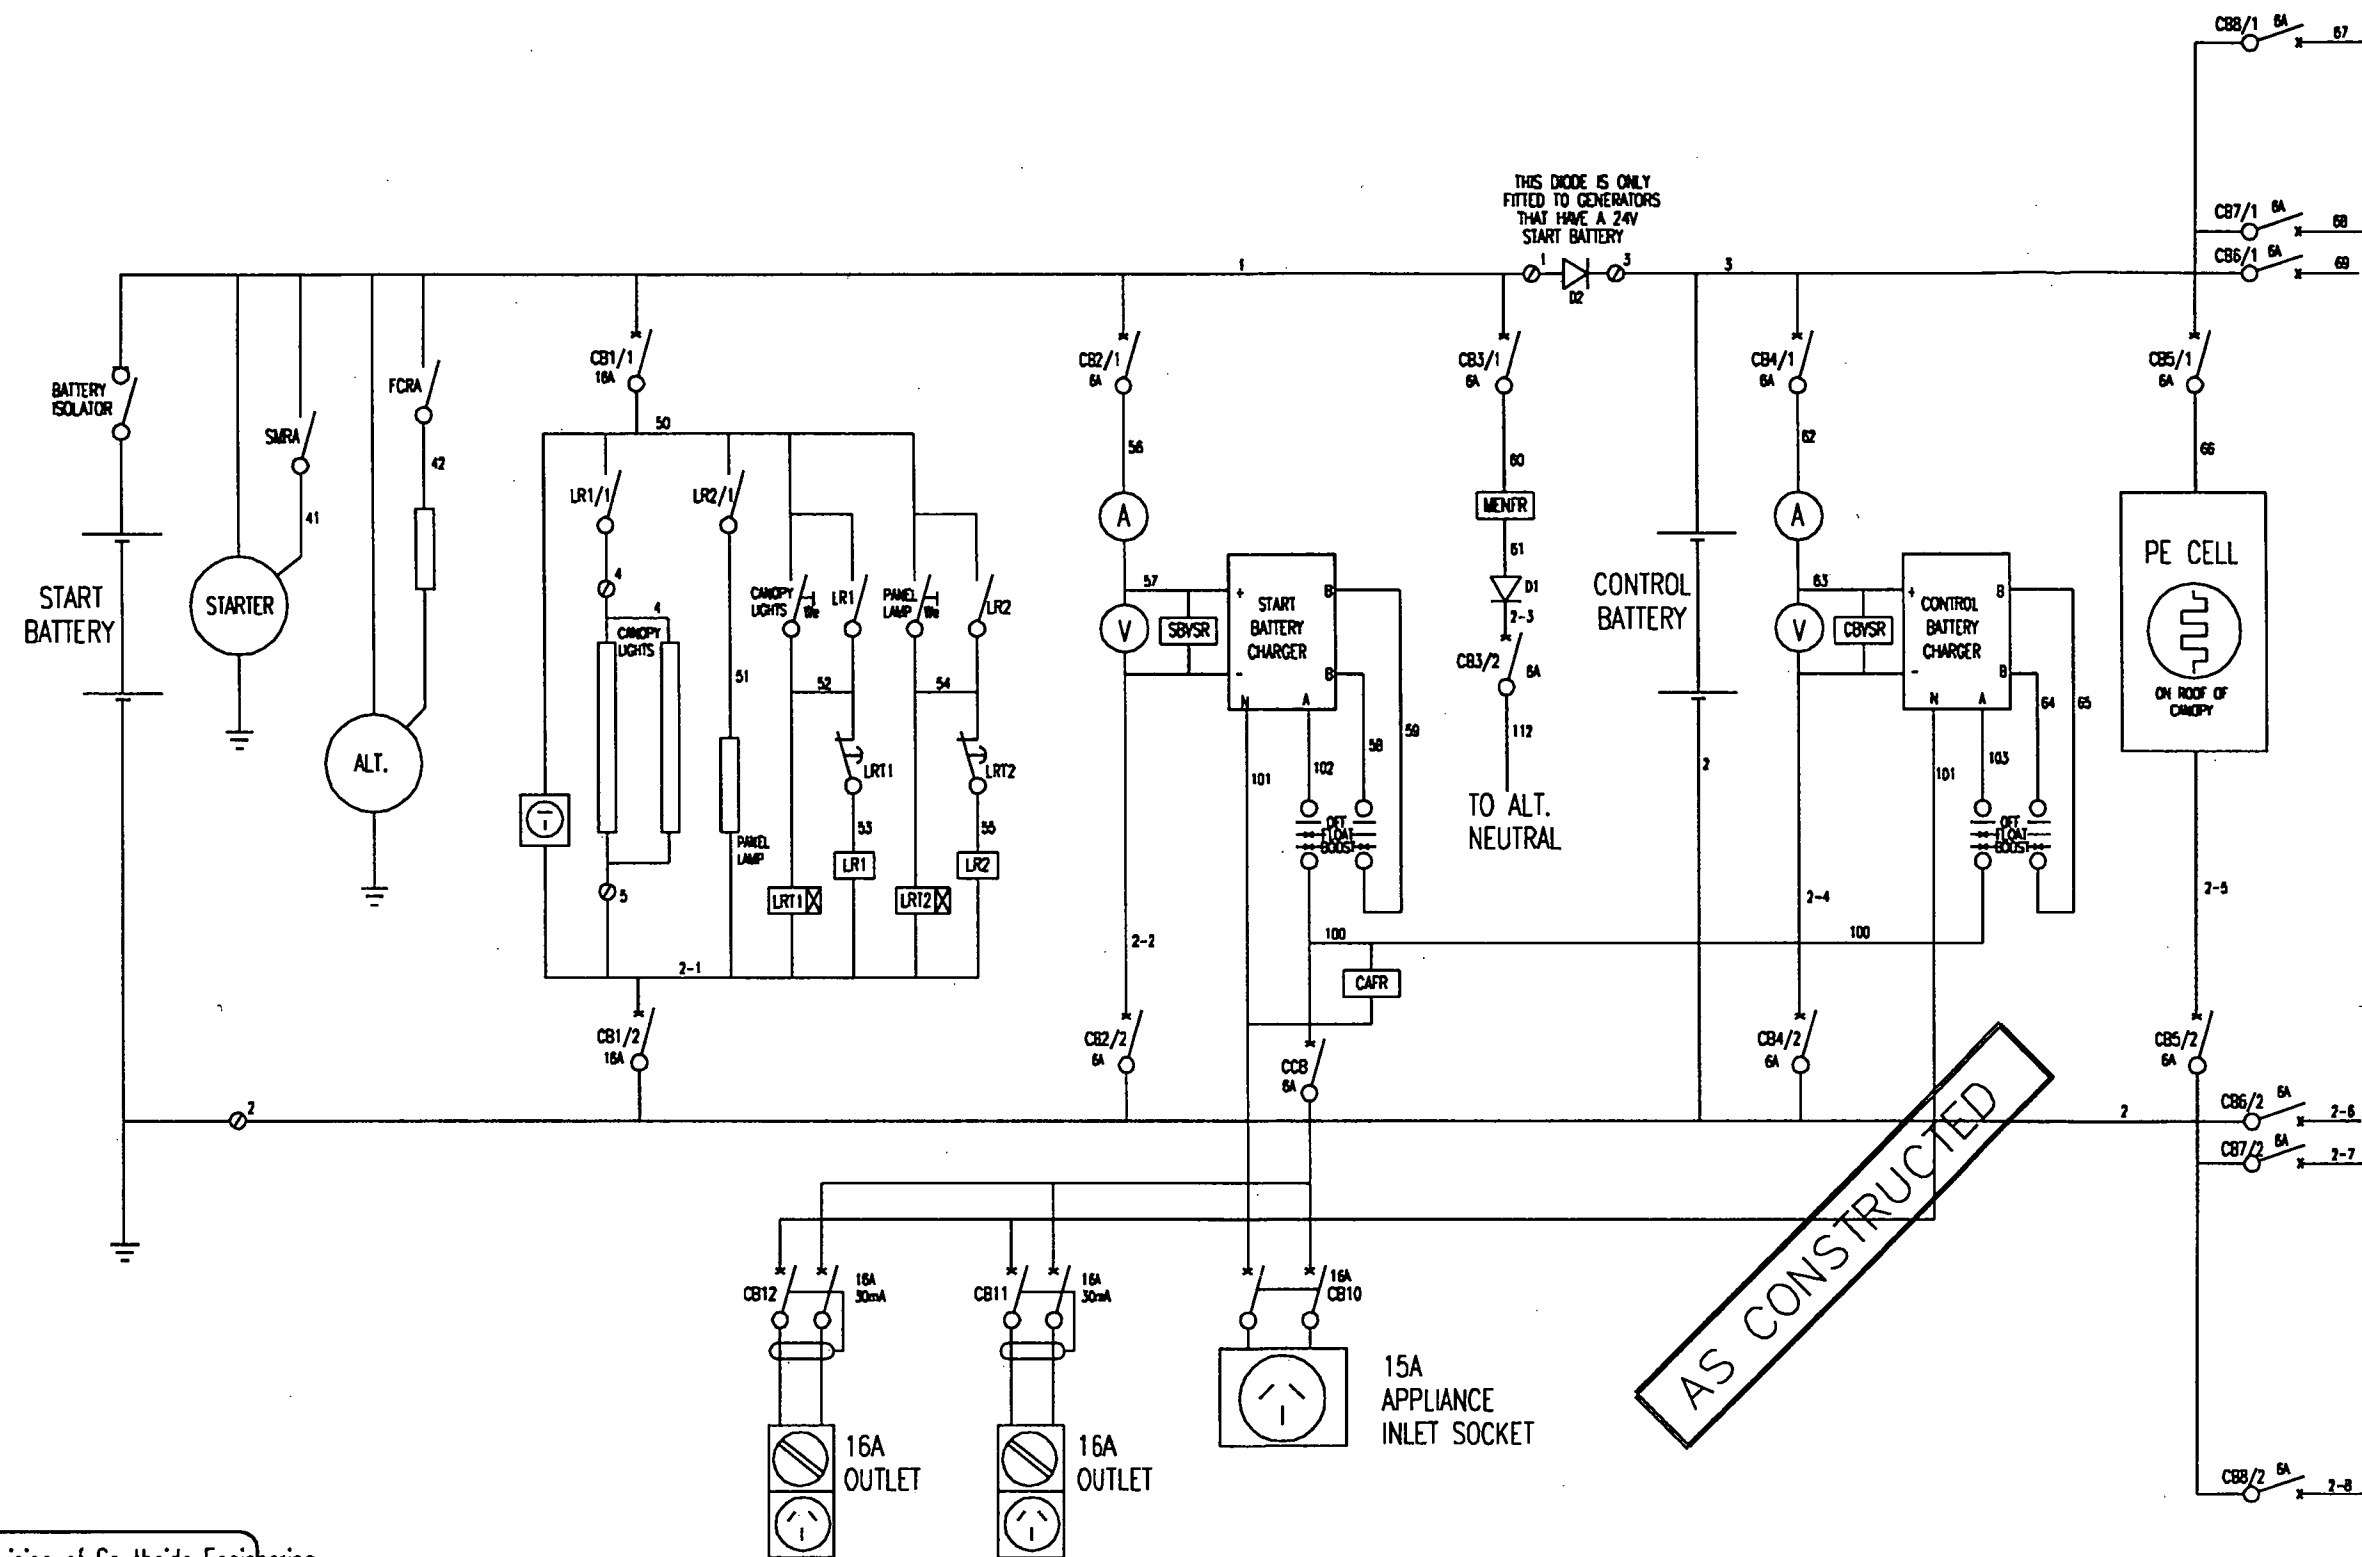 CB8/1 6A
67
THIS DIODE IS ONLY
FITTED TO GENERATORS
THAT HAVE A 24V
START BATTERY
CB7/1 6A
68
CB6/1 6A
69
1
1
3
3
D2
BATTERY
ISOLATOR
SMRA
FCRA
42
41
CB1/1
16A
50
CB2/1
6A
56
CB3/1
6A
60
CB4/1
6A
62
CB5/1
6A
66
LR1/1
LR2/1
A
MENFR
61
D1
2-3
CB3/2
6A
112
TO ALT.
NEUTRAL
A
START
BATTERY
STARTER
ALT.
4
4
CANOPY
LIGHTS
51
PANEL
LAMP
5
CANOPY
LIGHTS
LR1
PANEL
LAMP
LR2
52
54
LRT1
LRT2
53
55
LR1
LR2
LRT1
LRT2
2-1
57
V
SBVSR
+
-
START
BATTERY
CHARGER
B
B
N
A
101
102
58
59
OFF
FLOAT
BOOST
CONTROL
BATTERY
2
63
V
CBVSR
+
-
CONTROL
BATTERY
CHARGER
B
B
N
A
101
103
64
65
OFF
FLOAT
BOOST
PE CELL
ON ROOF OF
CANOPY
2-5
2-2
2-4
100
100
CAFR
CB1/2
16A
CB2/2
6A
CCB
6A
CB4/2
6A
CB5/2
6A
2
2
CB6/2 6A
2-6
CB7/2 6A
2-7
CB12
16A
30mA
CB11
16A
30mA
16A
CB10
16A
OUTLET
16A
OUTLET
15A
APPLIANCE
INLET SOCKET
AS CONSTRUCTED
CB8/2 6A
2-8